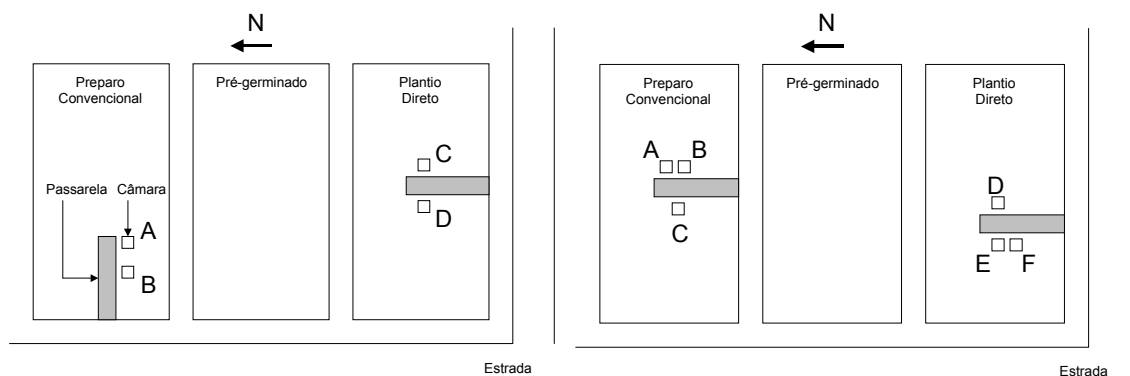 N
Preparo
Convencional
Pré-germinado
Plantio
Direto
C
D
Passarela
Câmara
A
B
Estrada
N
Preparo
Convencional
Pré-germinado
Plantio
Direto
A
B
C
D
E
F
Estrada